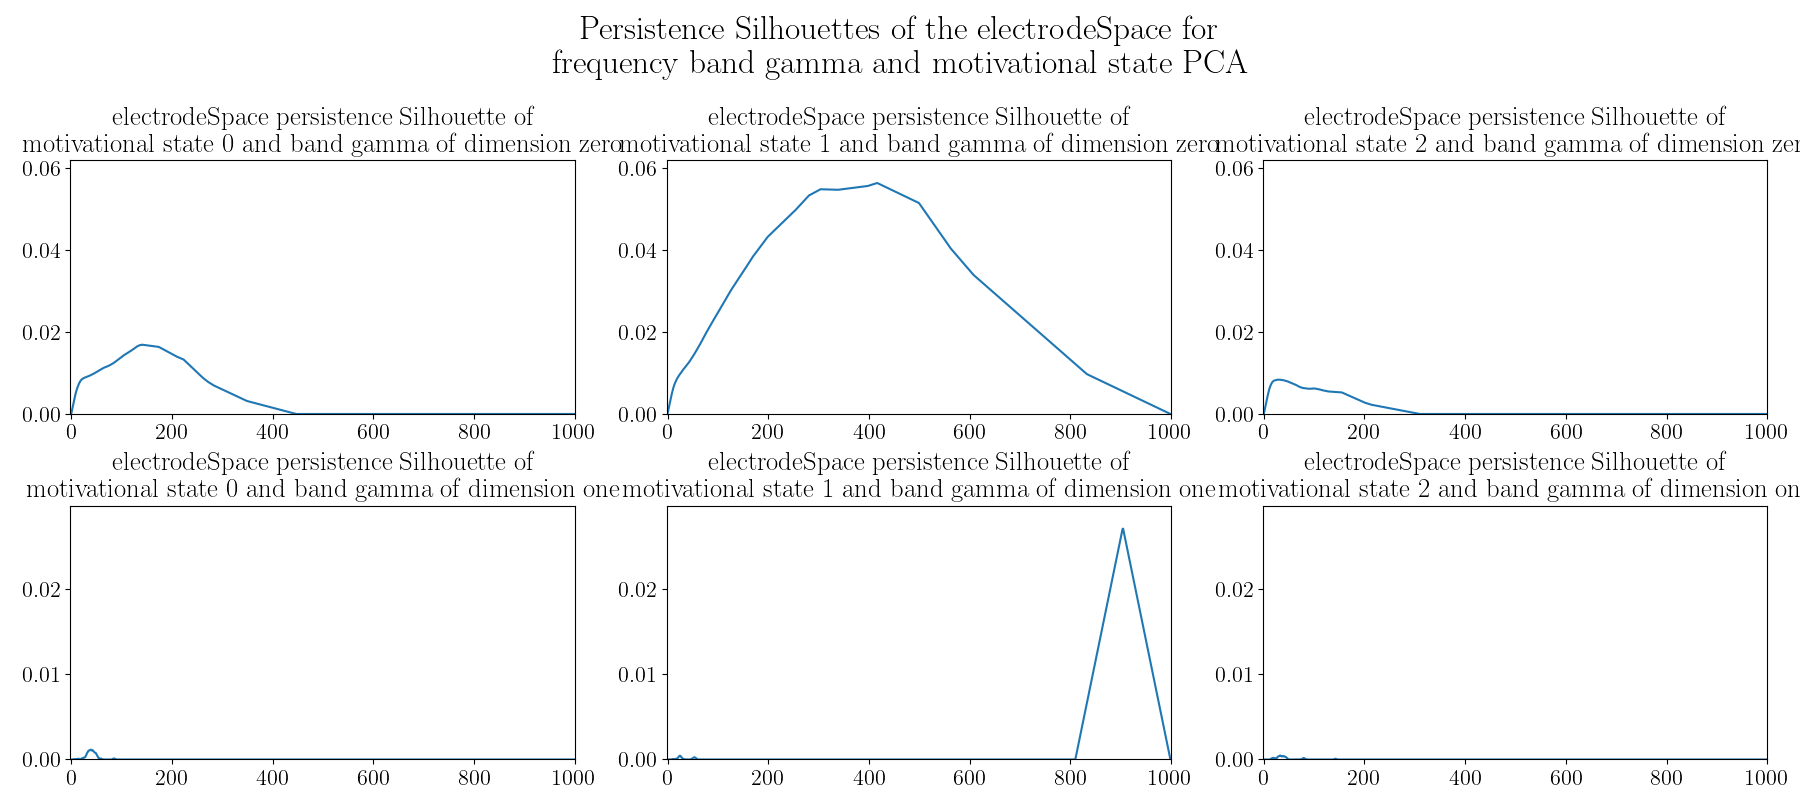 Persistence Silhouettes of the electrodeSpace for
frequency band gamma and motivational state PCA
electrodeSpace persistence Silhouette of
motivational state 0 and band gamma of dimension zero
electrodeSpace persistence Silhouette of
motivational state 1 and band gamma of dimension zero
electrodeSpace persistence Silhouette of
motivational state 2 and band gamma of dimension zer
0.06
0.04
0.02
0.00
0 200 400 600 800 1000
0.06
0.04
0.02
0.00
0 200 400 600 800 1000
0.06
0.04
0.02
0.00
0 200 400 600 800 1000
electrodeSpace persistence Silhouette of
motivational state 0 and band gamma of dimension one
electrodeSpace persistence Silhouette of
motivational state 1 and band gamma of dimension one
electrodeSpace persistence Silhouette of
motivational state 2 and band gamma of dimension on
0.02
0.01
0.00
0 200 400 600 800 1000
0.02
0.01
0.00
0 200 400 600 800 1000
0.02
0.01
0.00
0 200 400 600 800 1000